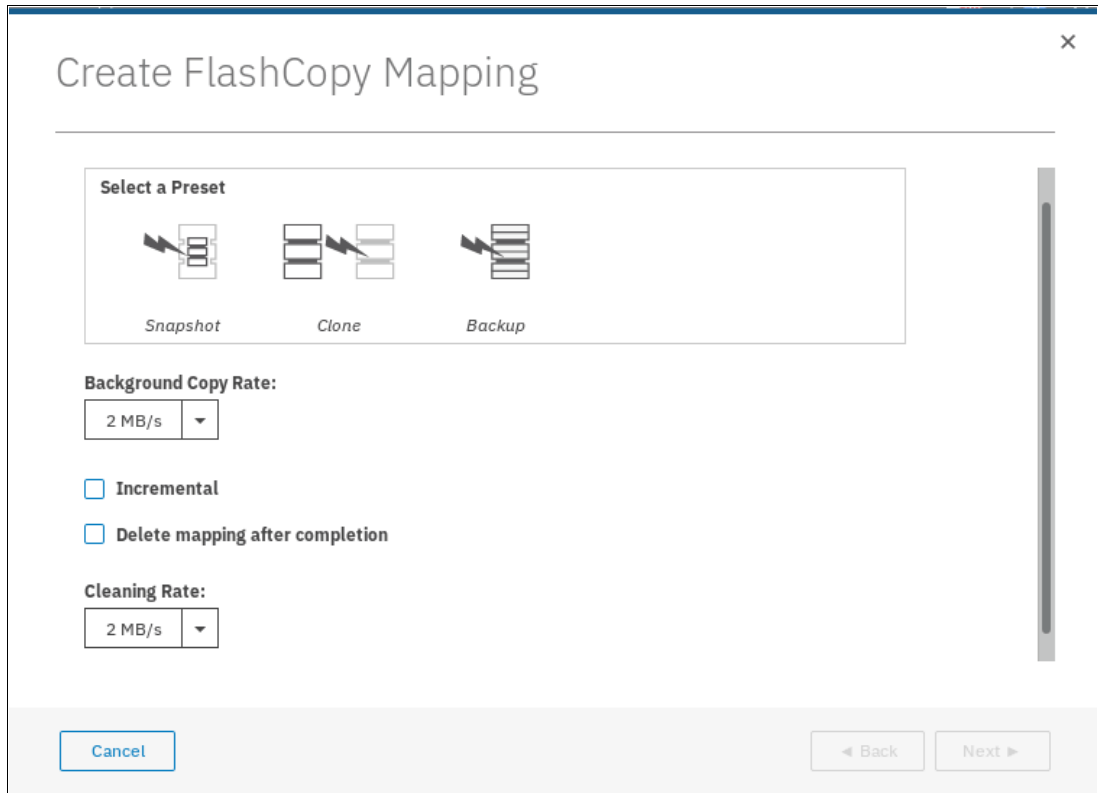 Create FlashCopy Mapping
Select a Preset
Snapshot Clone Backup
Background Copy Rate:
2 MB/s
Incremental
Delete mapping after completion
Cleaning Rate:
2 MB/s
Cancel ◄ Back Next ►